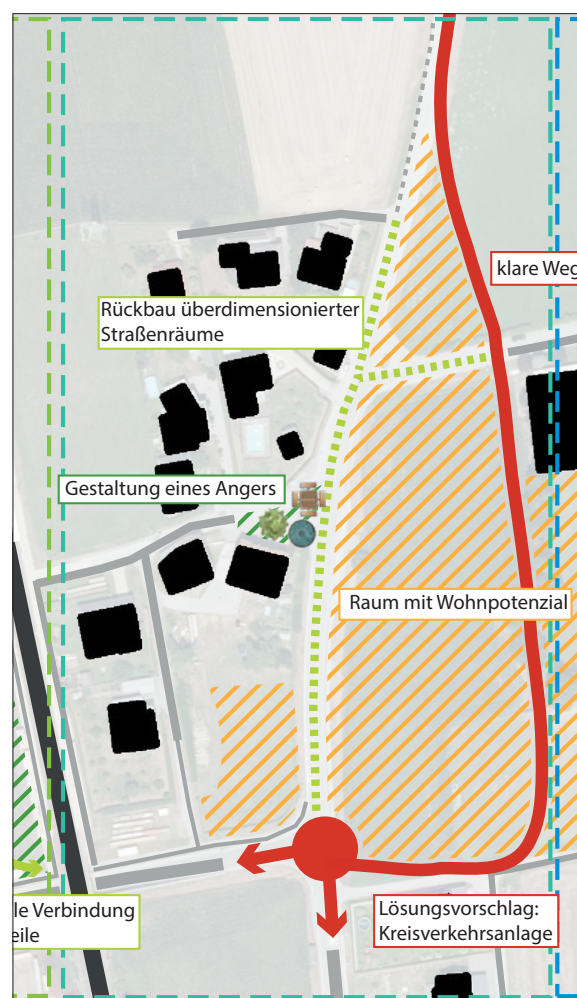 klare Weg
Rückbau überdimensionierter
Straßenräume
Gestaltung eines Angers
Raum mit Wohnpotenzial
le Verbindung
eile
Lösungsvorschlag:
Kreisverkehrsanlage